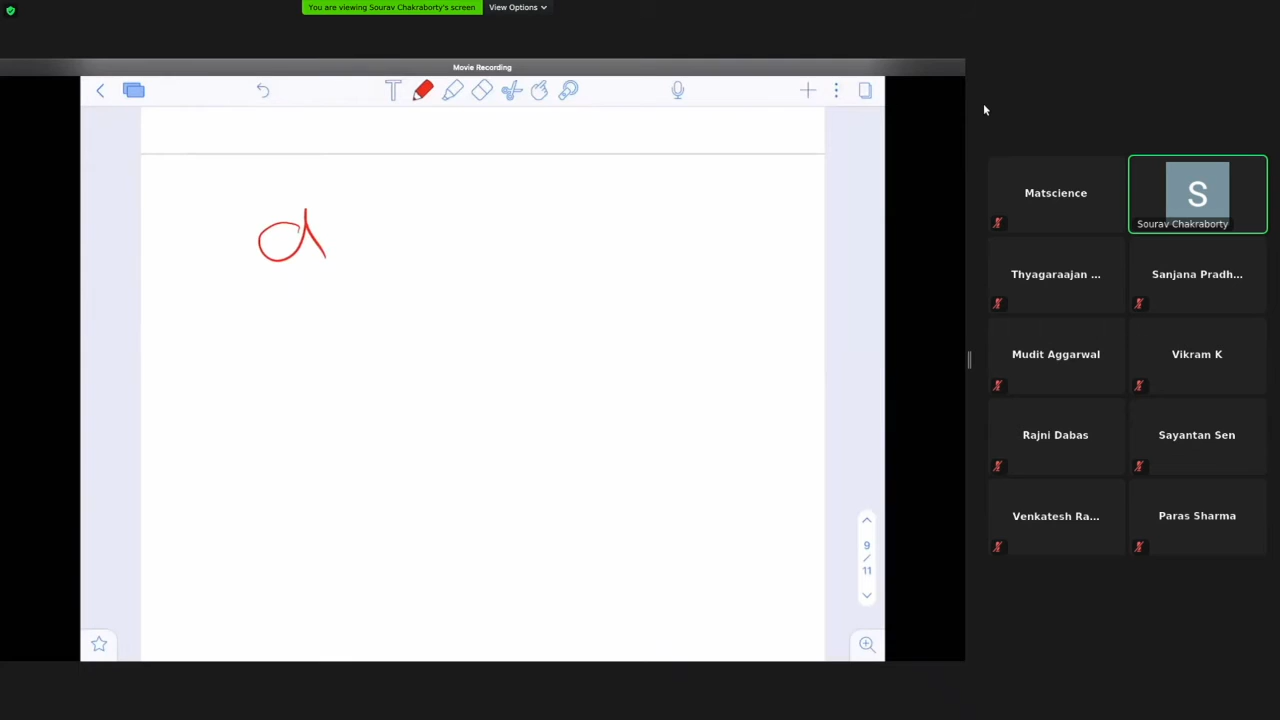 You are viewing Sourav Chakraborty's screen View Options
Movie Recording
T
d
9
/
11
Matscience
S
Sourav Chakraborty
Thyagaraajan ...
Sanjana Pradh...
Mudit Aggarwal
Vikram K
Rajni Dabas
Sayantan Sen
Venkatesh Ra...
Paras Sharma